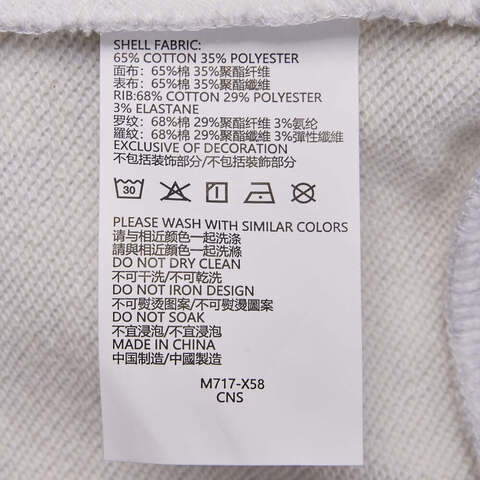 SHELL FABRIC:
65% COTTON 35% POLYESTER
面布：65%棉 35%聚酯纤维
表布：65%棉 35%聚酯纖維
RIB:68% COTTON 29% POLYESTER
3% ELASTANE
罗纹：68%棉 29%聚酯纤维 3%氨纶
羅紋：68%棉 29%聚酯纖維 3%彈性纖維
EXCLUSIVE OF DECORATION
不包括装饰部分/不包括裝飾部分
30
PLEASE WASH WITH SIMILAR COLORS
请与相近颜色一起洗涤
請與相近顏色一起洗滌
DO NOT DRY CLEAN
不可干洗/不可乾洗
DO NOT IRON DESIGN
不可熨烫图案/不可熨燙圖案
DO NOT SOAK
不宜浸泡/不宜浸泡
MADE IN CHINA
中国制造/中國製造
M717-X58
CNS